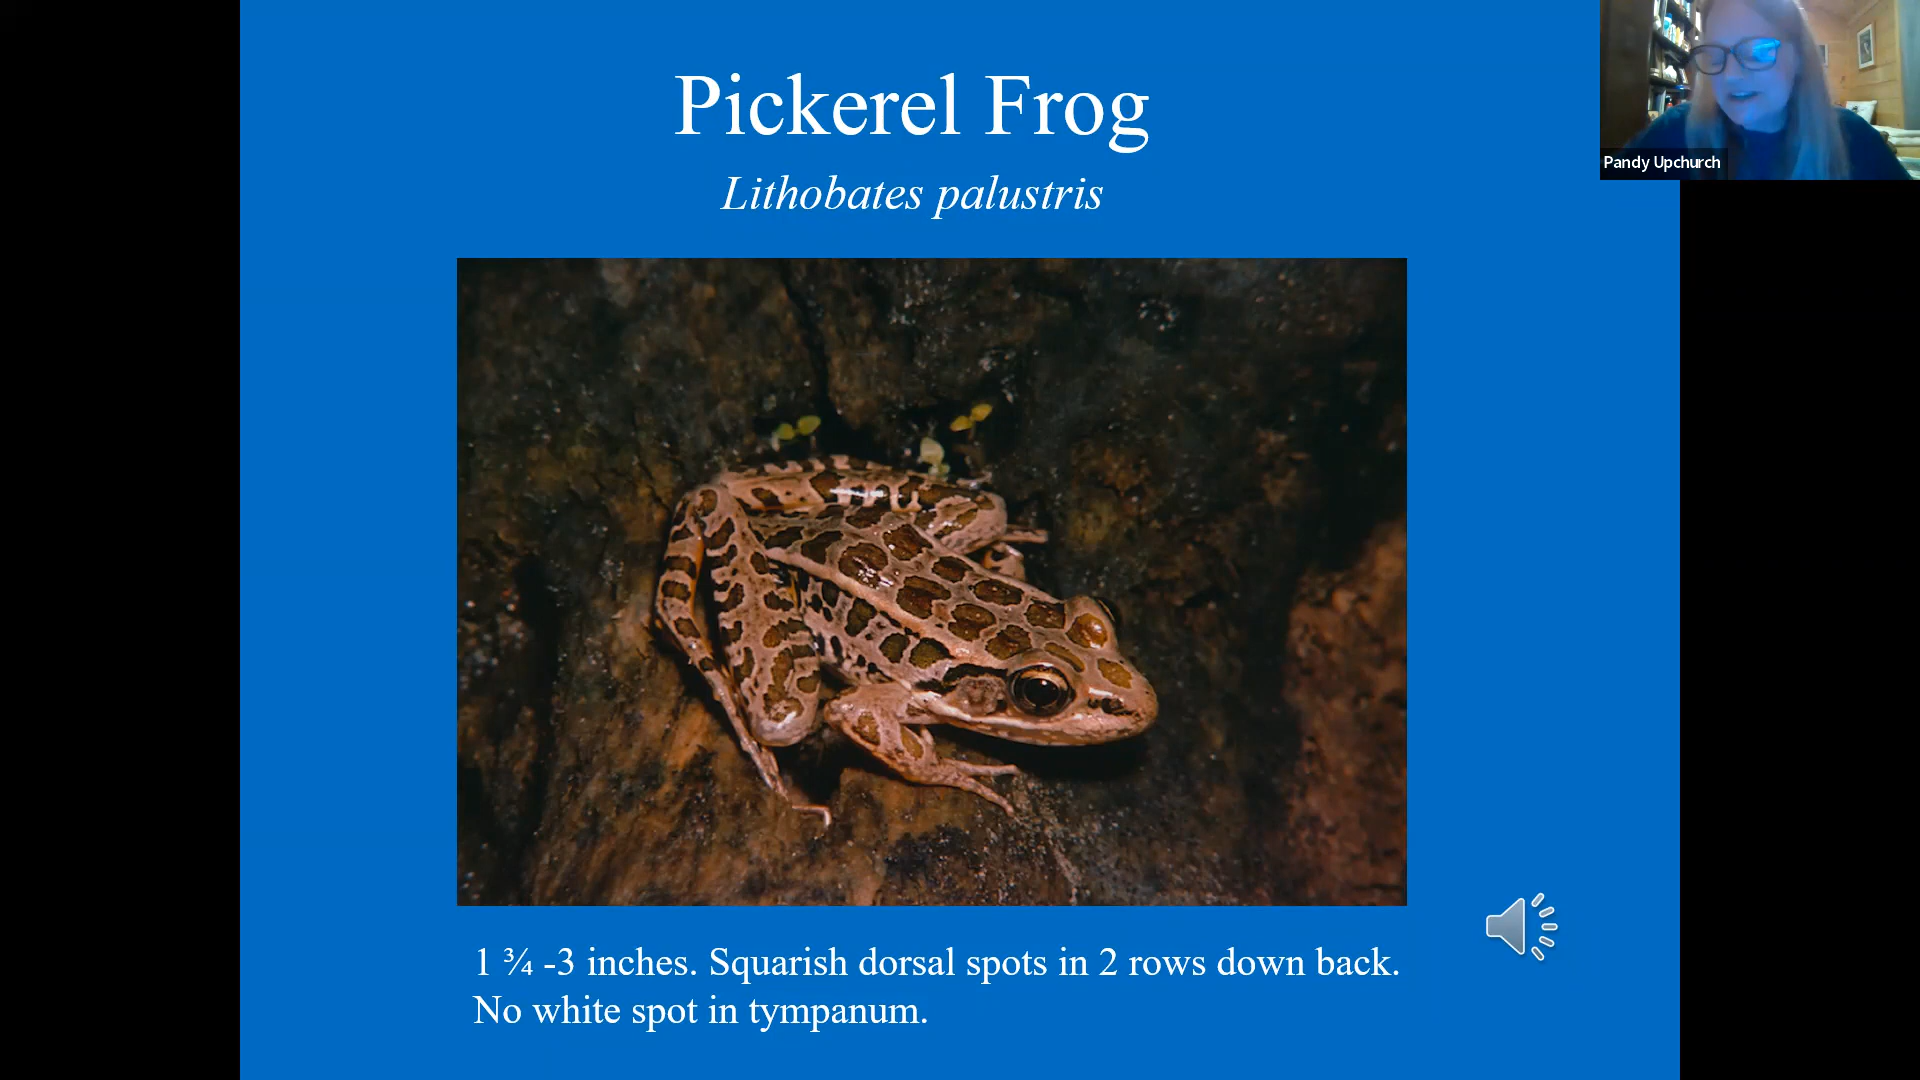 Pickerel Frog
Lithobates palustris
Pandy Upchurch
1 ¾ -3 inches. Squarish dorsal spots in 2 rows down back.
No white spot in tympanum.